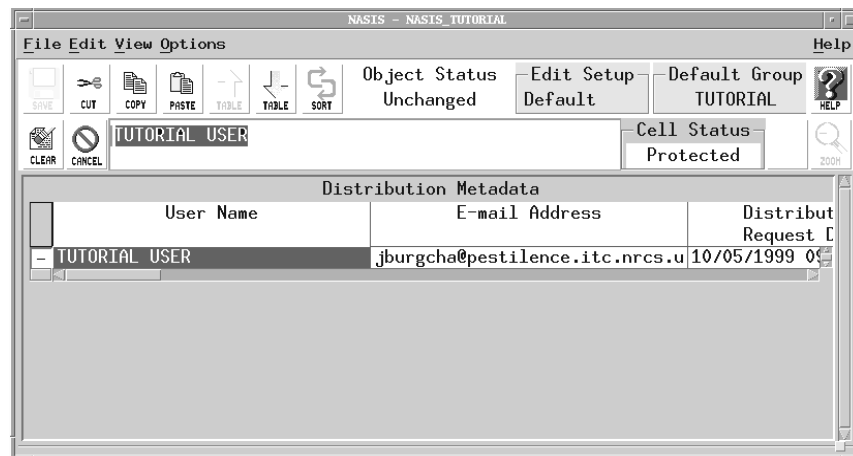 NASIS - NASIS_TUTORIAL
File Edit View Options Help
SAVE CUT COPY PASTE TABLE TABLE SORT
Object Status
Unchanged
Edit Setup
Default
Default Group
TUTORIAL
HELP
CLEAR CANCEL
TUTORIAL USER
Cell Status
Protected
ZOOM
Distribution Metadata
User Name E-mail Address Distribut
Request D
- TUTORIAL USER jburgcha@pestilence.itc.nrcs.u 10/05/1999 09